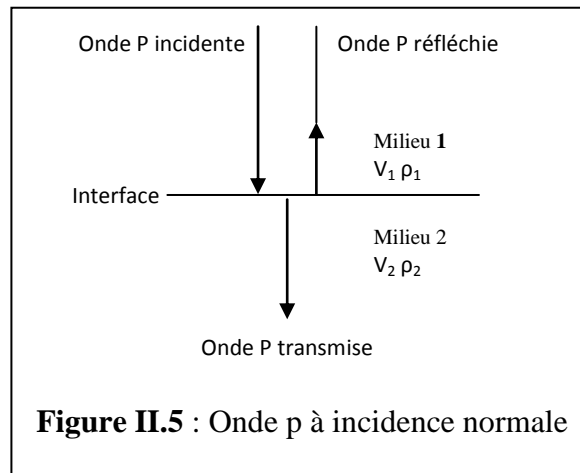 Onde P incidente
Onde P réfléchie
Milieu 1
V₁ ρ₁
Interface
Milieu 2
V₂ ρ₂
Onde P transmise
Figure II.5 : Onde p à incidence normale